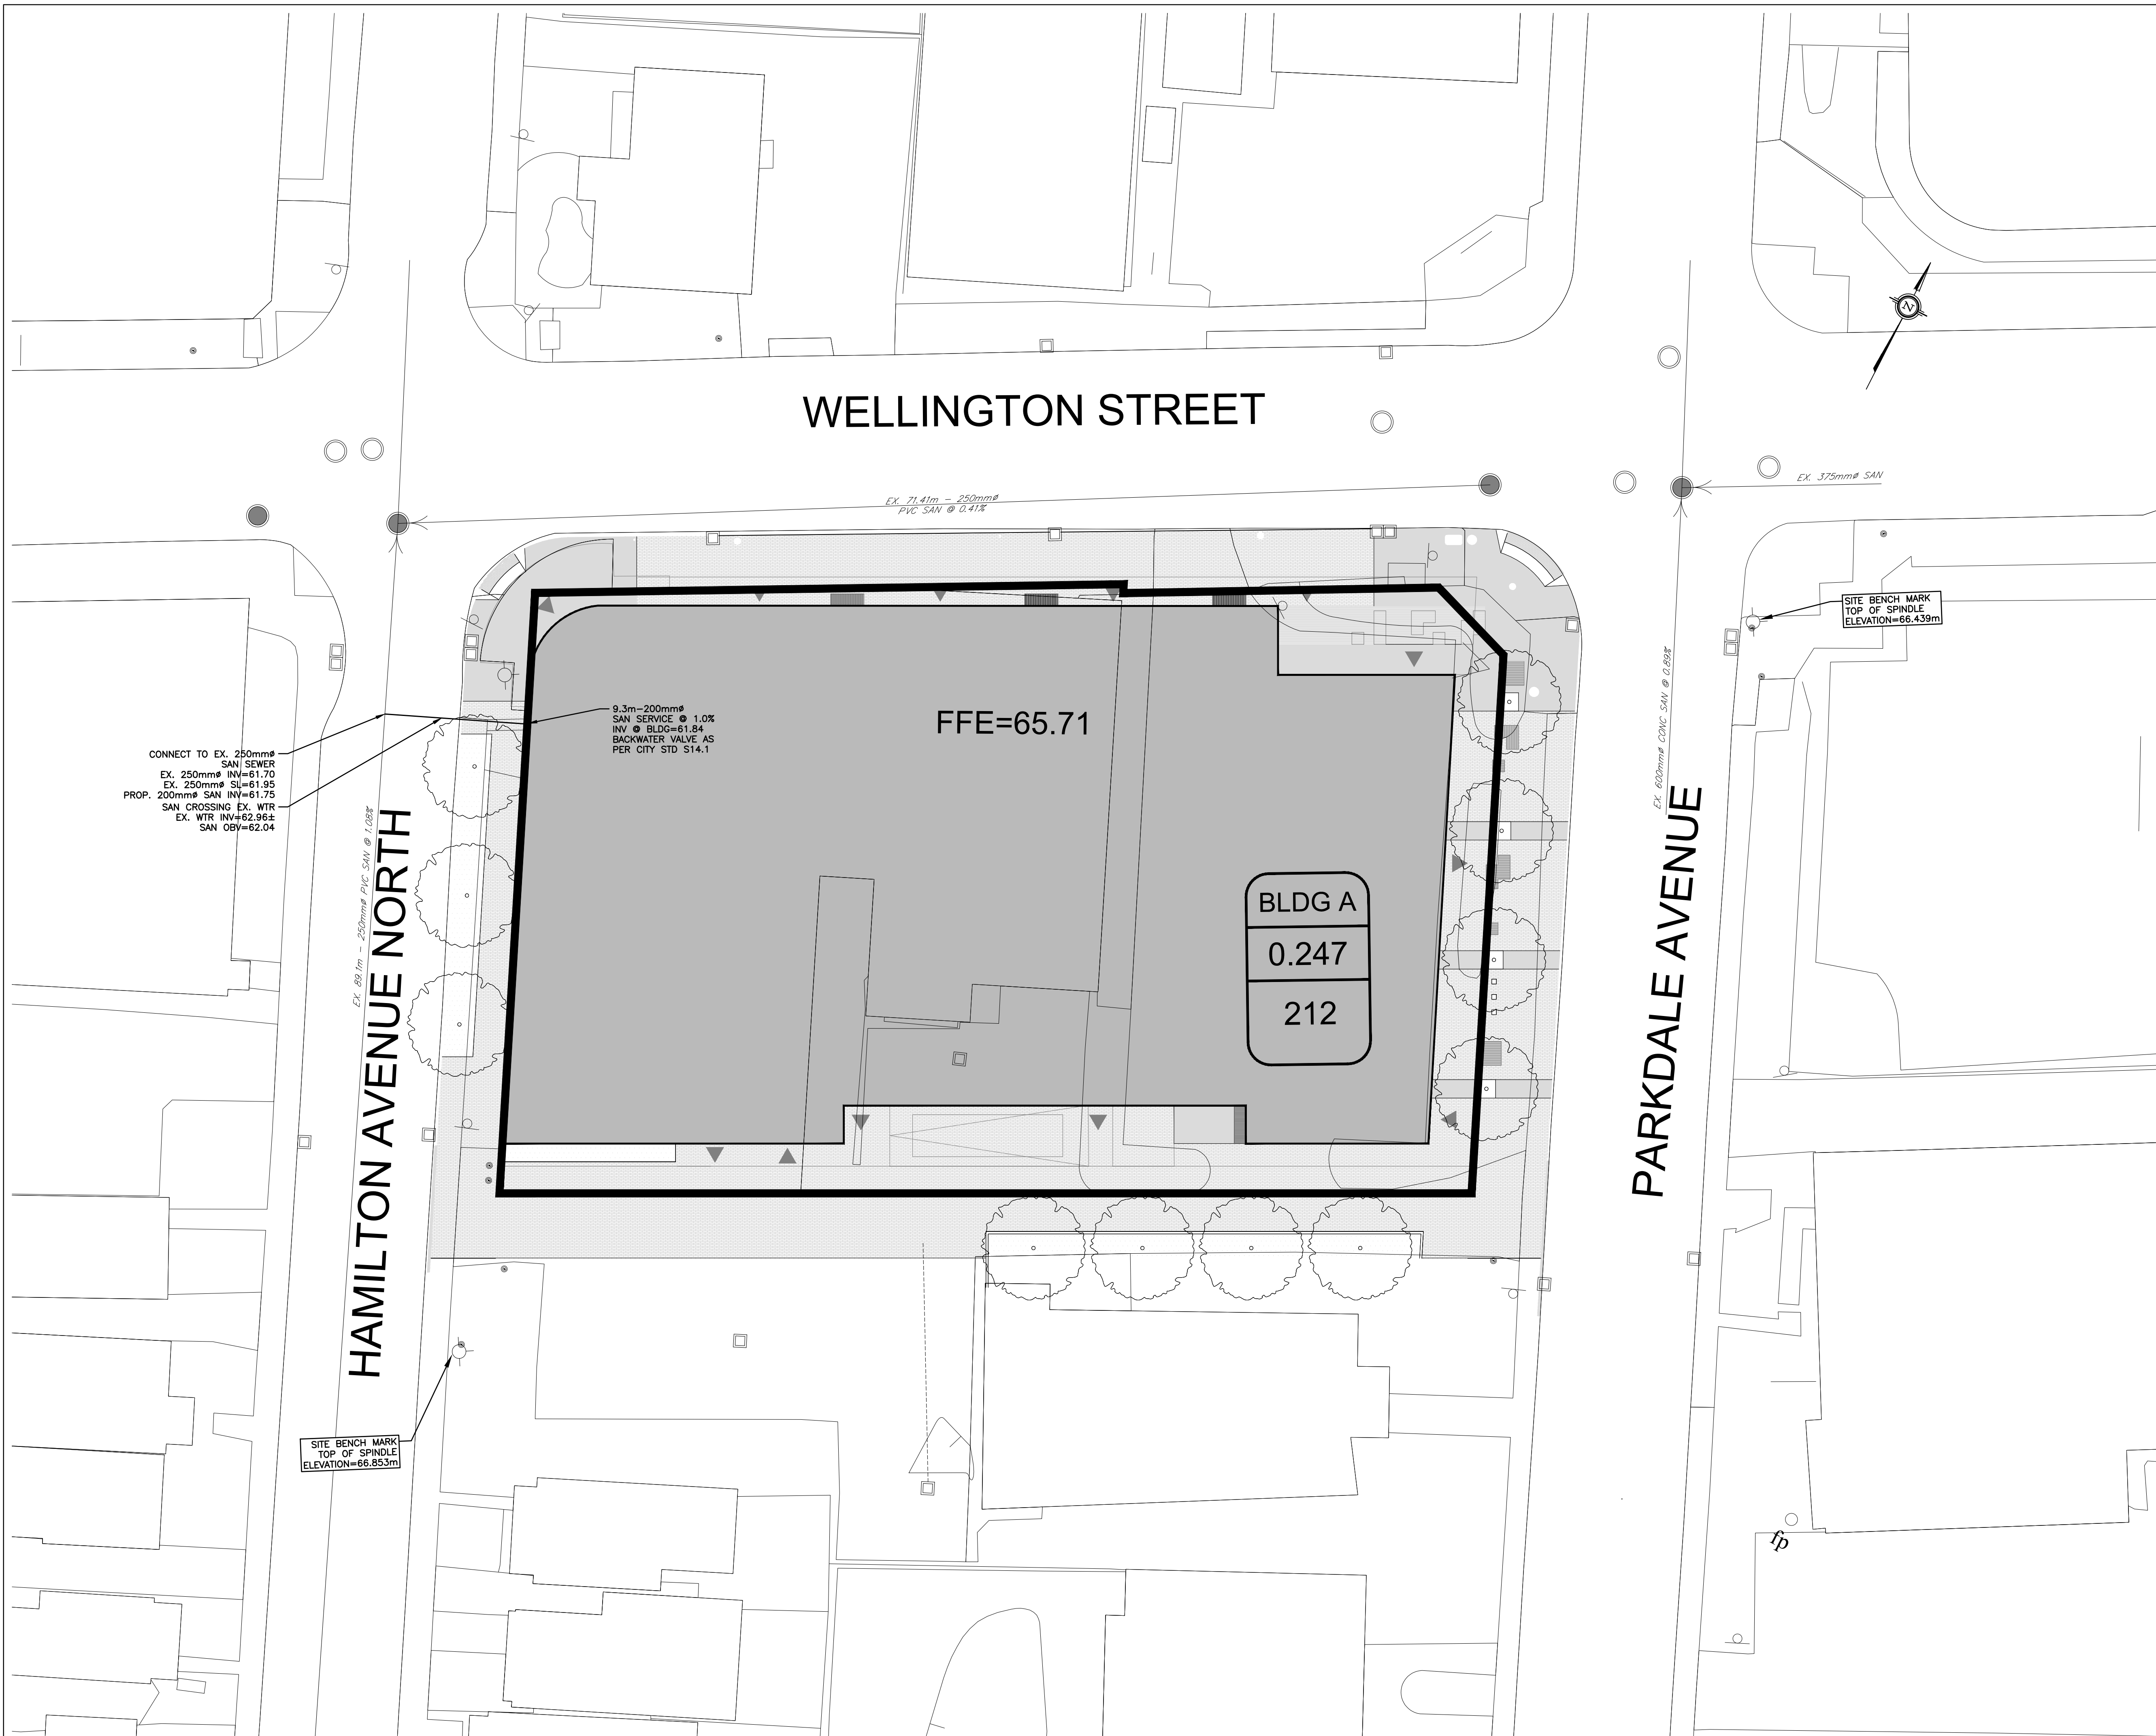 N
WELLINGTON STREET
EX. 375mmø SAN
EX. 71.41m - 250mmø
PVC SAN @ 0.41%
SITE BENCH MARK
TOP OF SPINDLE
ELEVATION=66.439m
9.3m-200mmø
SAN SERVICE @ 1.0%
INV @ BLDG=61.84
BACKWATER VALVE AS
PER CITY STD S14.1
FFE=65.71
EX. 600mmø CONC SAN @ 0.89%
CONNECT TO EX. 250mmø
SAN SEWER
EX. 250mmø INV=61.70
EX. 250mmø SL=61.95
PROP. 200mmø SAN INV=61.75
SAN CROSSING EX. WTR
EX. WTR INV=62.96±
SAN OBV=62.04
EX. 89.1m - 250mmø PVC SAN @ 1.08%
HAMILTON AVENUE NORTH
BLDG A
0.247
212
PARKDALE AVENUE
SITE BENCH MARK
TOP OF SPINDLE
ELEVATION=66.853m
fp